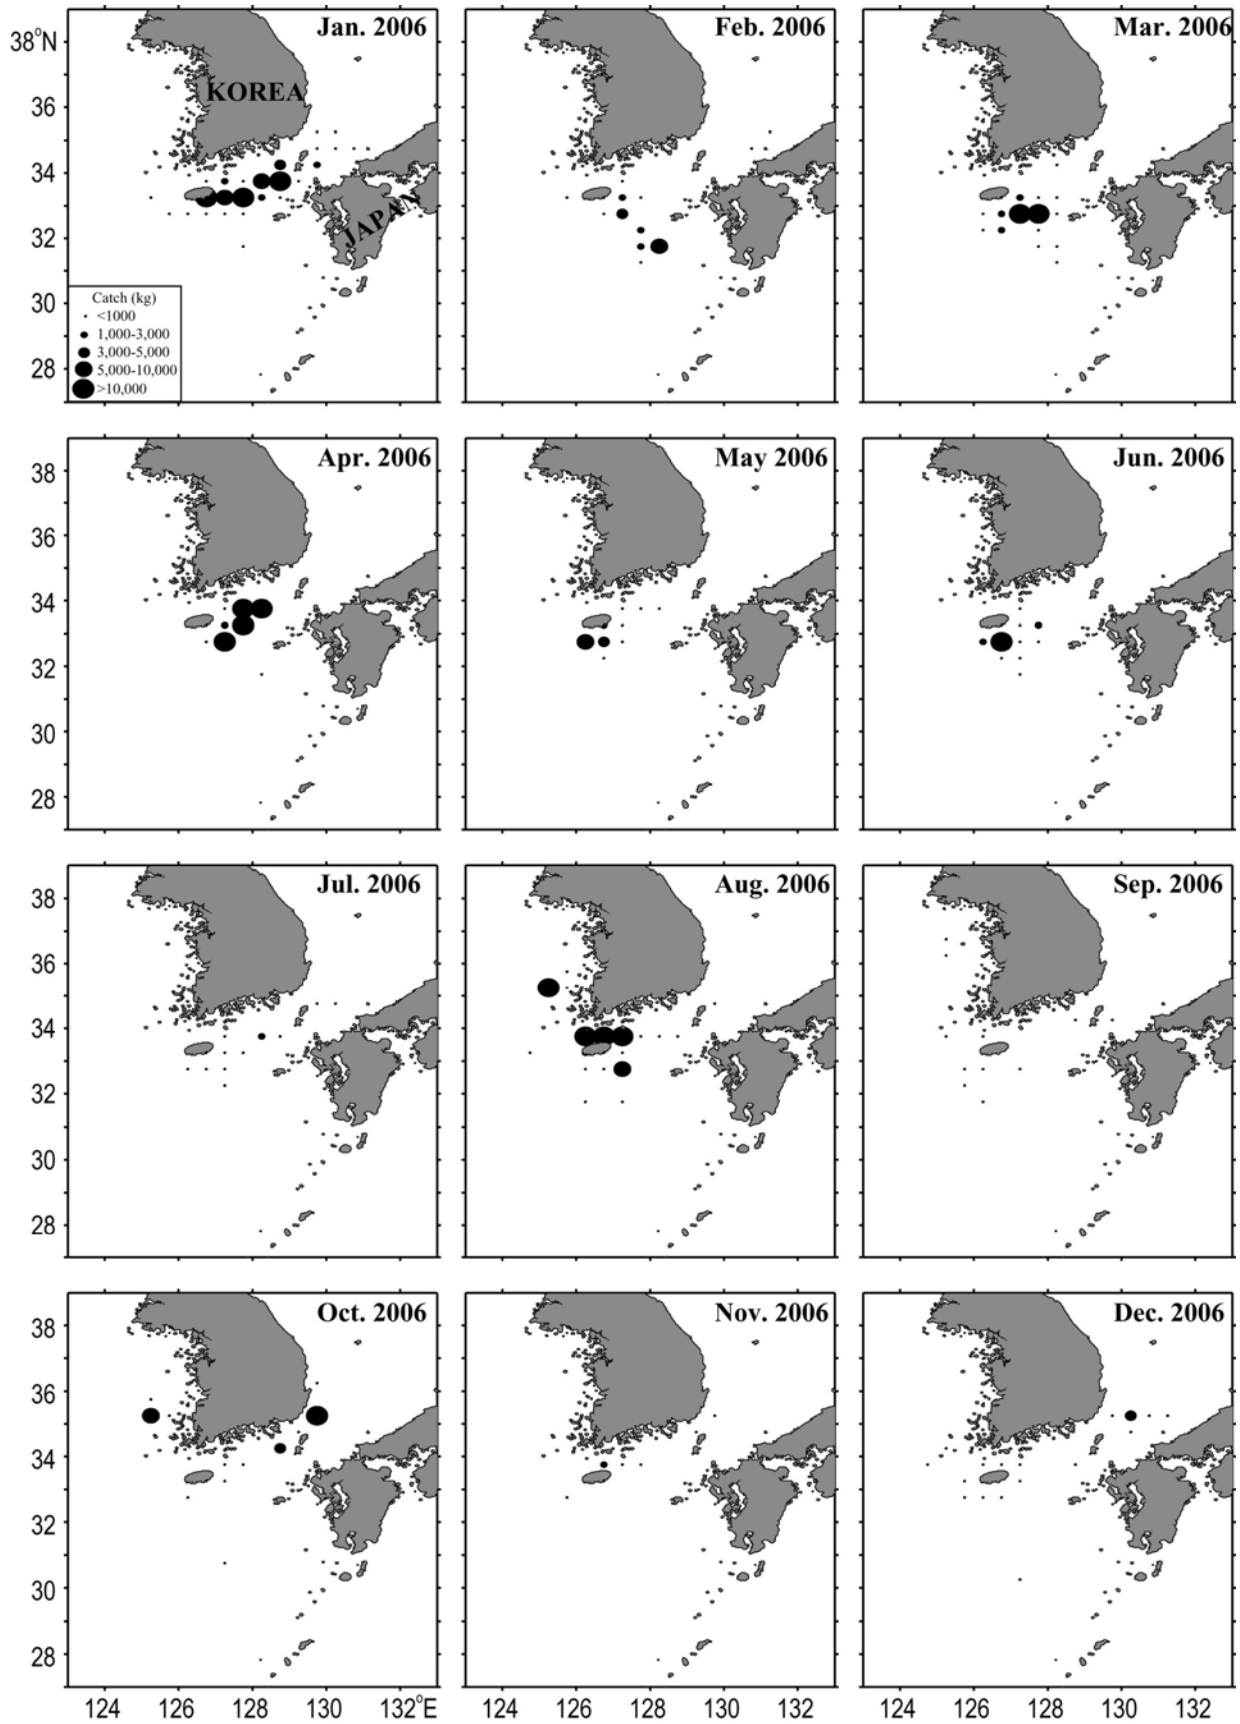 Jan. 2006
Feb. 2006
Mar. 2006
38°N
36
34
32
30
28
KOREA
JAPAN
Catch (kg)
<1000
1,000-3,000
3,000-5,000
5,000-10,000
>10,000
Apr. 2006
May 2006
Jun. 2006
38
36
34
32
30
28
Jul. 2006
Aug. 2006
Sep. 2006
38
36
34
32
30
28
Oct. 2006
Nov. 2006
Dec. 2006
38
36
34
32
30
28
124 126 128 130 132°E 124 126 128 130 132 124 126 128 130 132